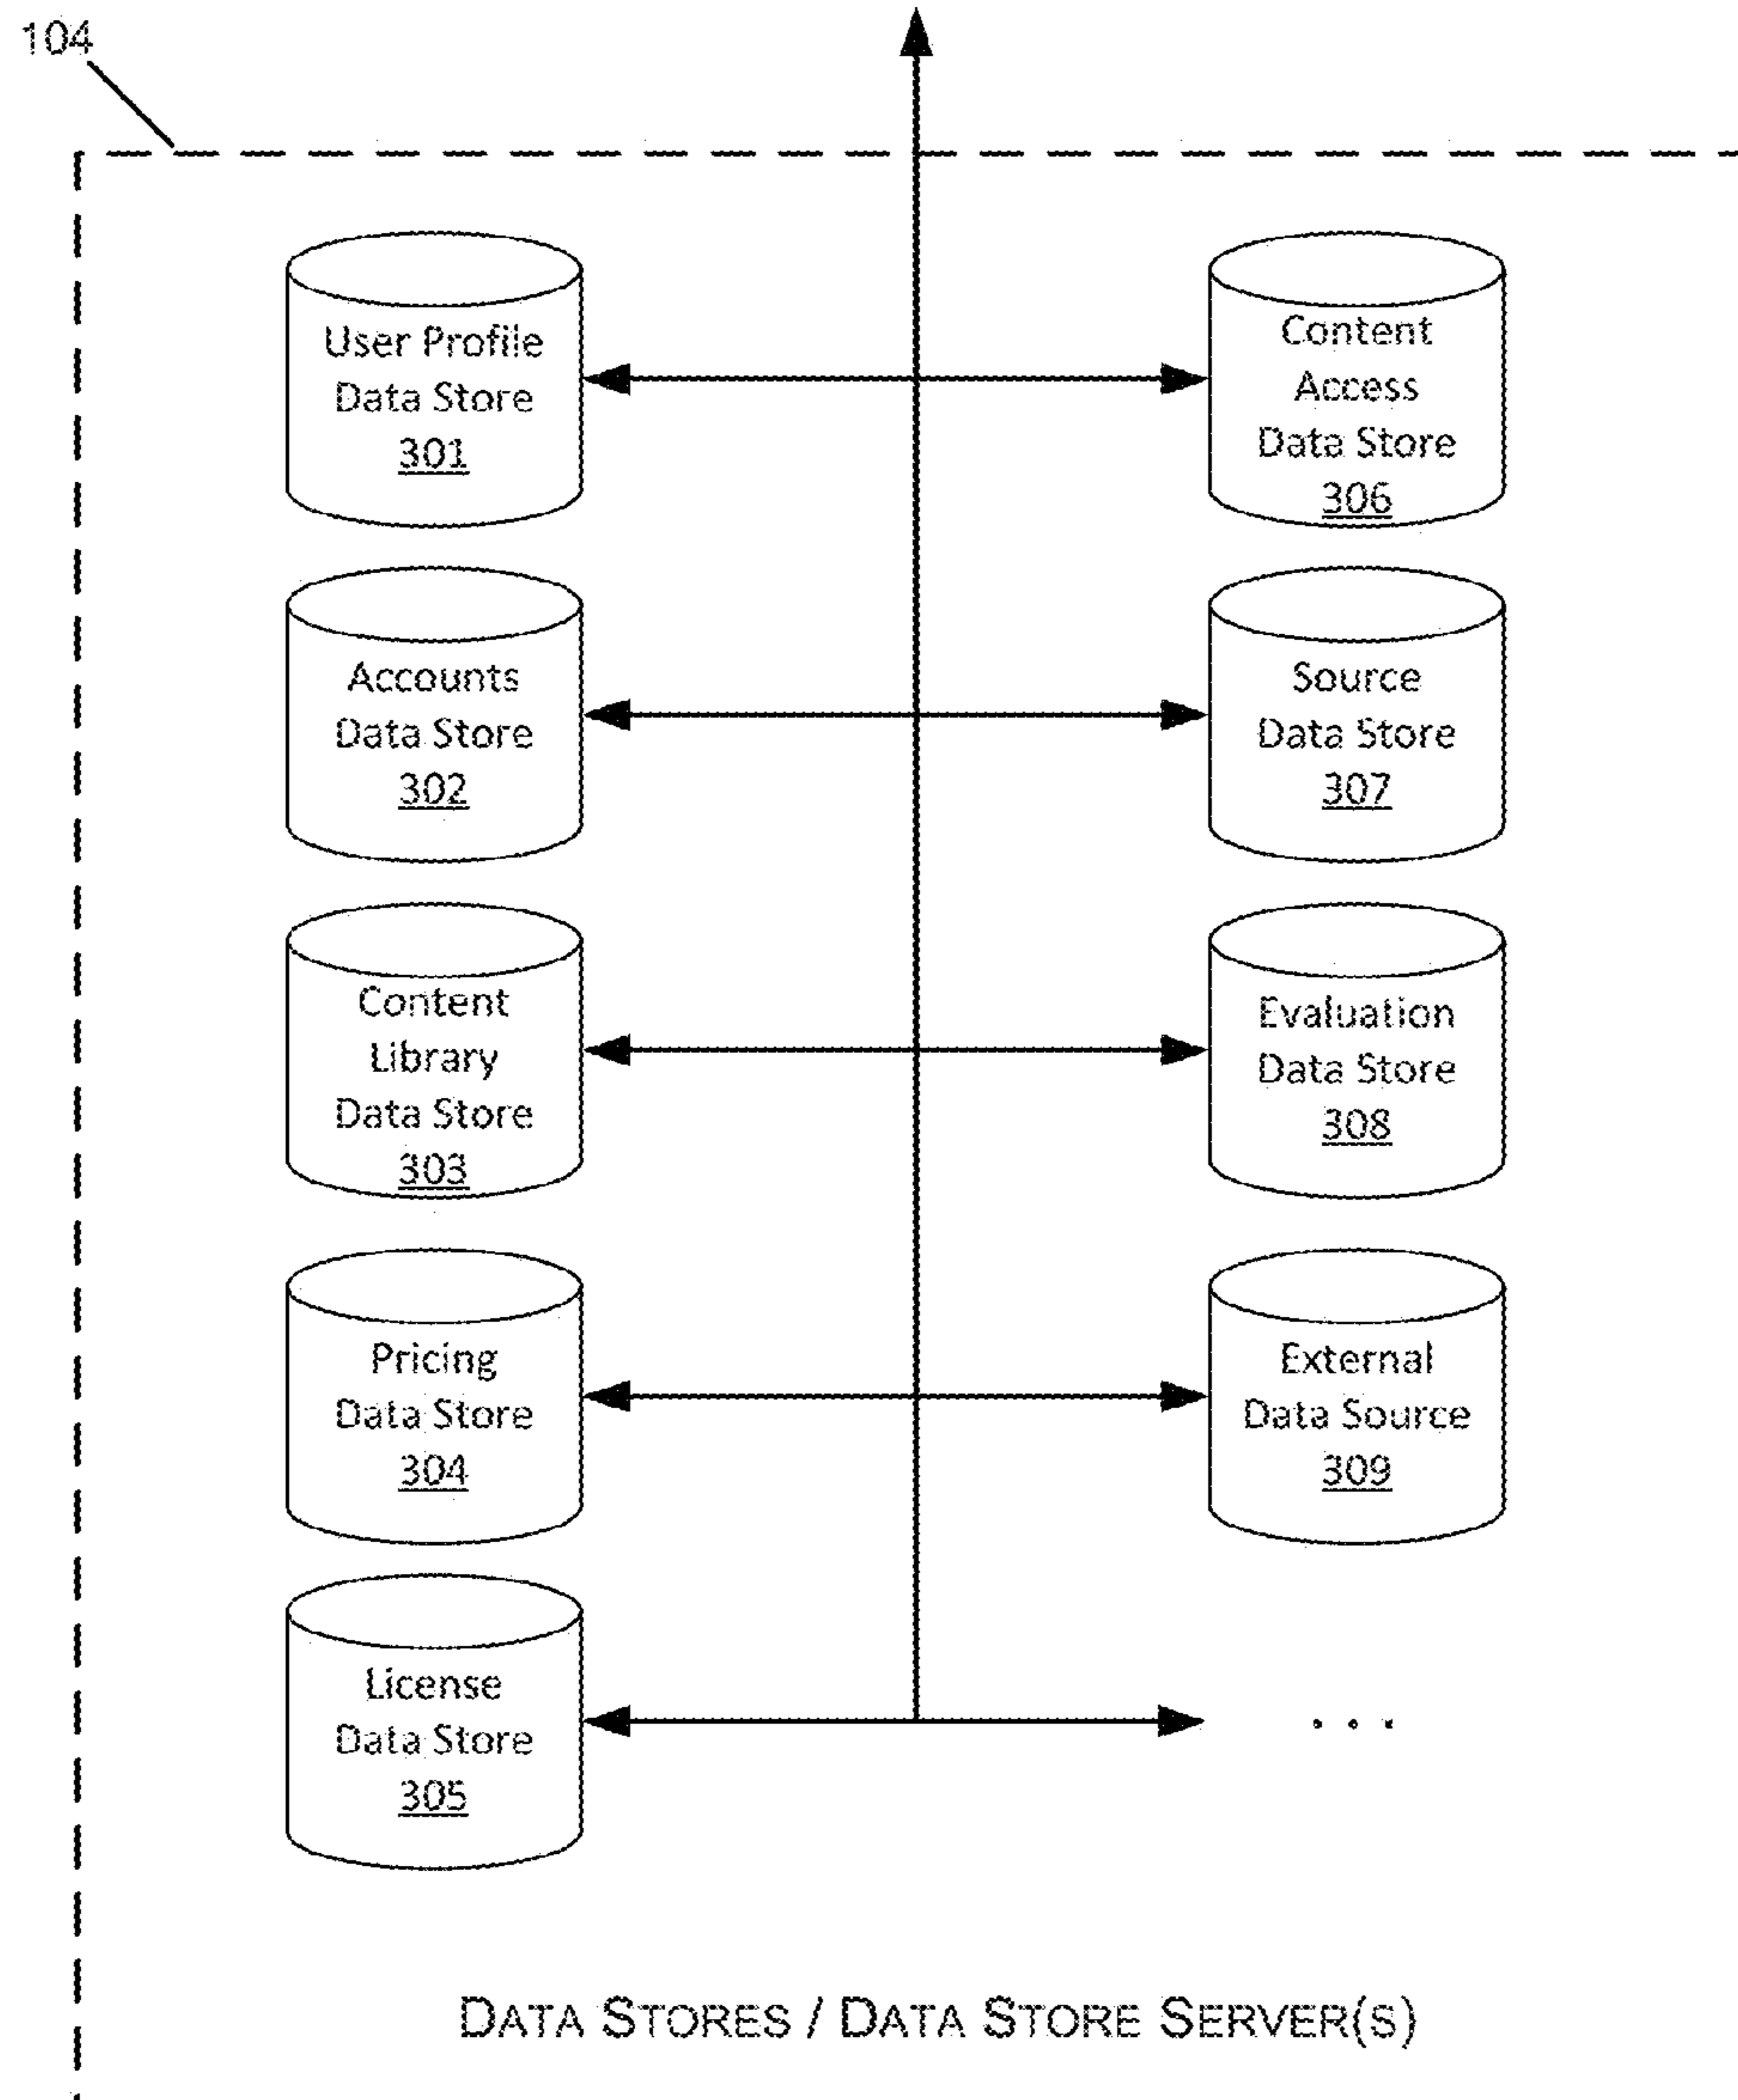 104
User Profile
Data Store
301
Content
Access
Data Store
306
Accounts
Data Store
302
Source
Data Store
307
Content
Library
Data Store
303
Evaluation
Data Store
308
Pricing
Data Store
304
External
Data Source
309
License
Data Store
305
. . .
DATA STORES / DATA STORE SERVER(S)